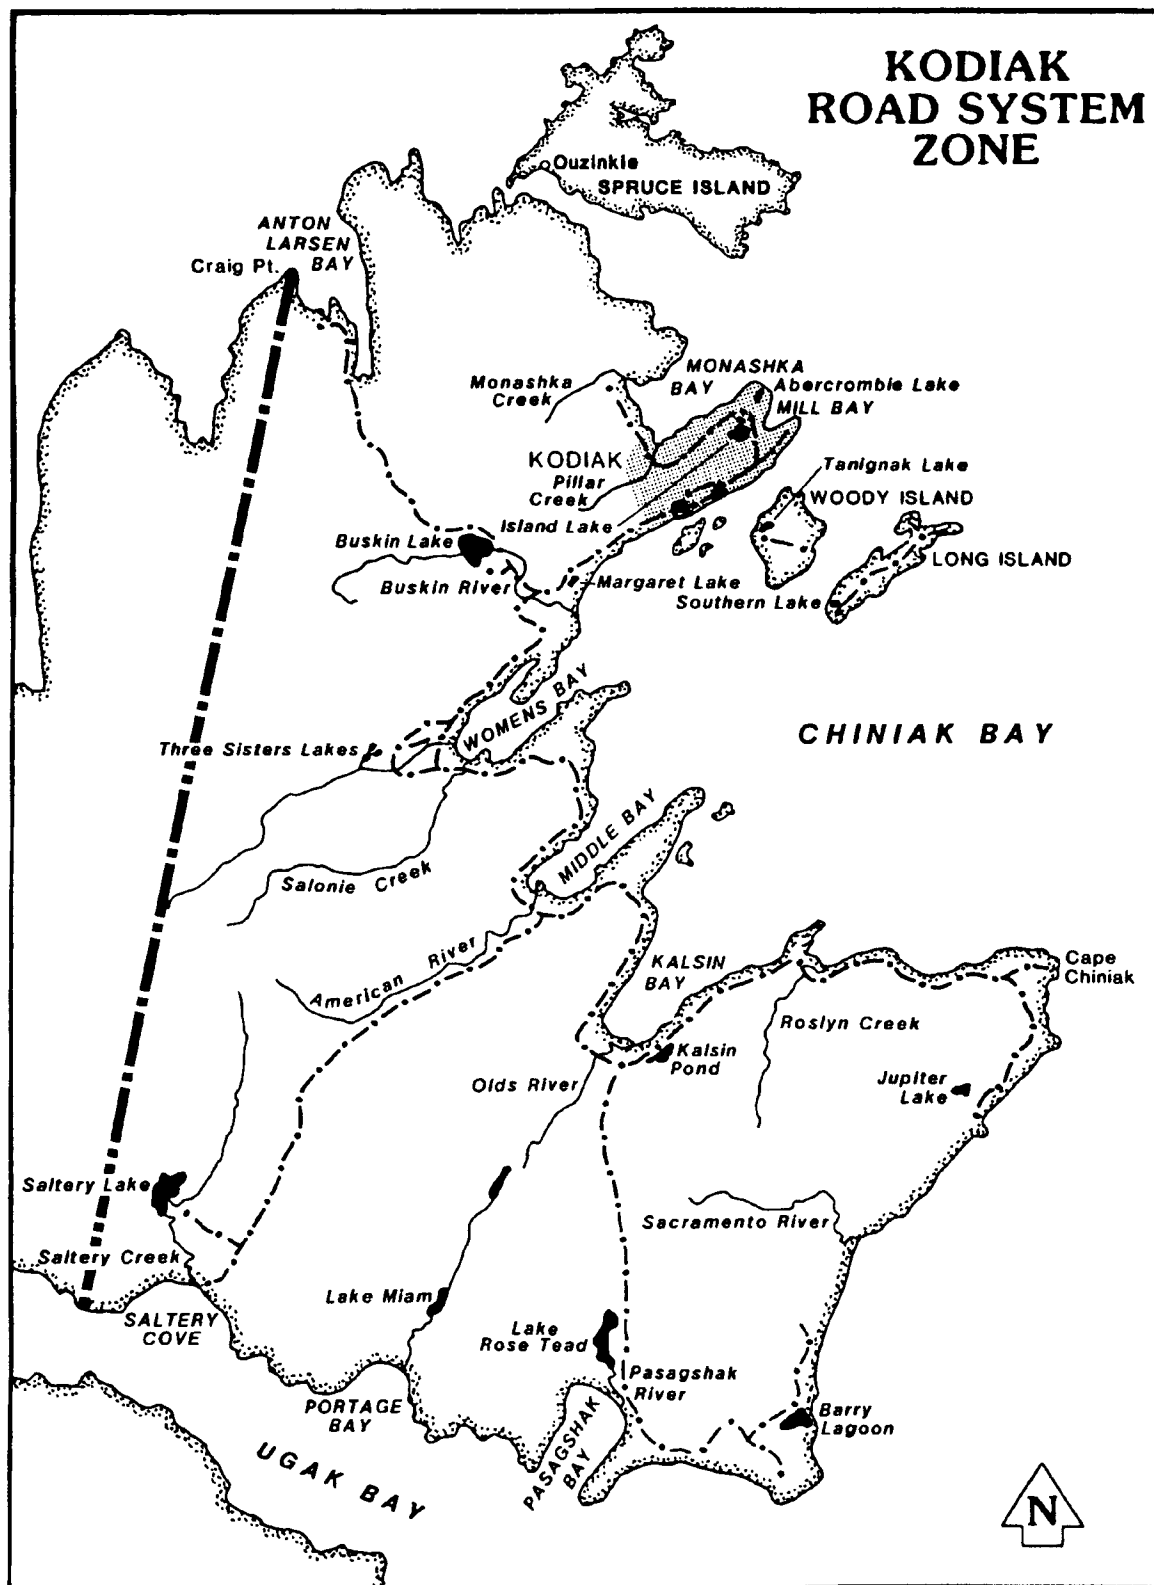 KODIAK
ROAD SYSTEM
ZONE
Ouzinkie
SPRUCE ISLAND
ANTON
LARSEN
BAY
Craig Pt.
MONASHKA
BAY
Monashka
Creek
Abercrombie Lake
MILL BAY
KODIAK
Pillar
Creek
Tanignak Lake
WOODY ISLAND
Island Lake
Buskin Lake
LONG ISLAND
Buskin River
Margaret Lake
Southern Lake
WOMENS BAY
CHINIAK BAY
Three Sisters Lakes
MIDDLE BAY
Salonie Creek
American River
KALSIN
BAY
Cape
Chiniak
Roslyn Creek
Kalsin
Pond
Olds River
Jupiter
Lake
Saltery Lake
Sacramento River
Saltery Creek
Lake Miam
SALTERY
COVE
Lake
Rose Tead
Pasagshak
River
PORTAGE
BAY
PASAGSHAK
BAY
Barry
Lagoon
UGAK BAY
N